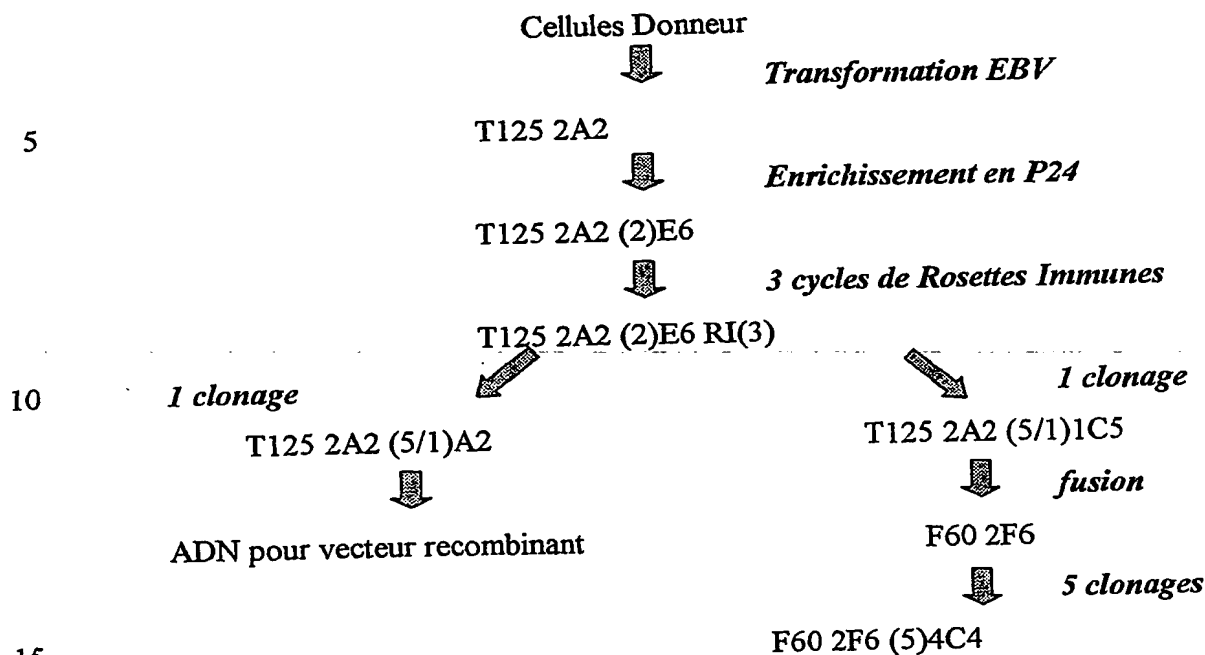 Cellules Donneur
Transformation EBV
5
T125 2A2
Enrichissement en P24
T125 2A2 (2)E6
3 cycles de Rosettes Immunes
T125 2A2 (2)E6 RI(3)
10 1 clonage 1 clonage
T125 2A2 (5/1)A2 T125 2A2 (5/1)1C5
fusion
ADN pour vecteur recombinant F60 2F6
5 clonages
F60 2F6 (5)4C4
15